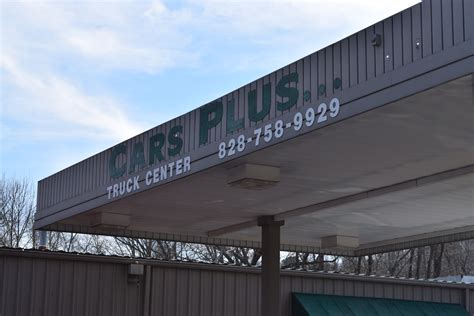 CARS PLUS...
TRUCK CENTER 828-758-9929